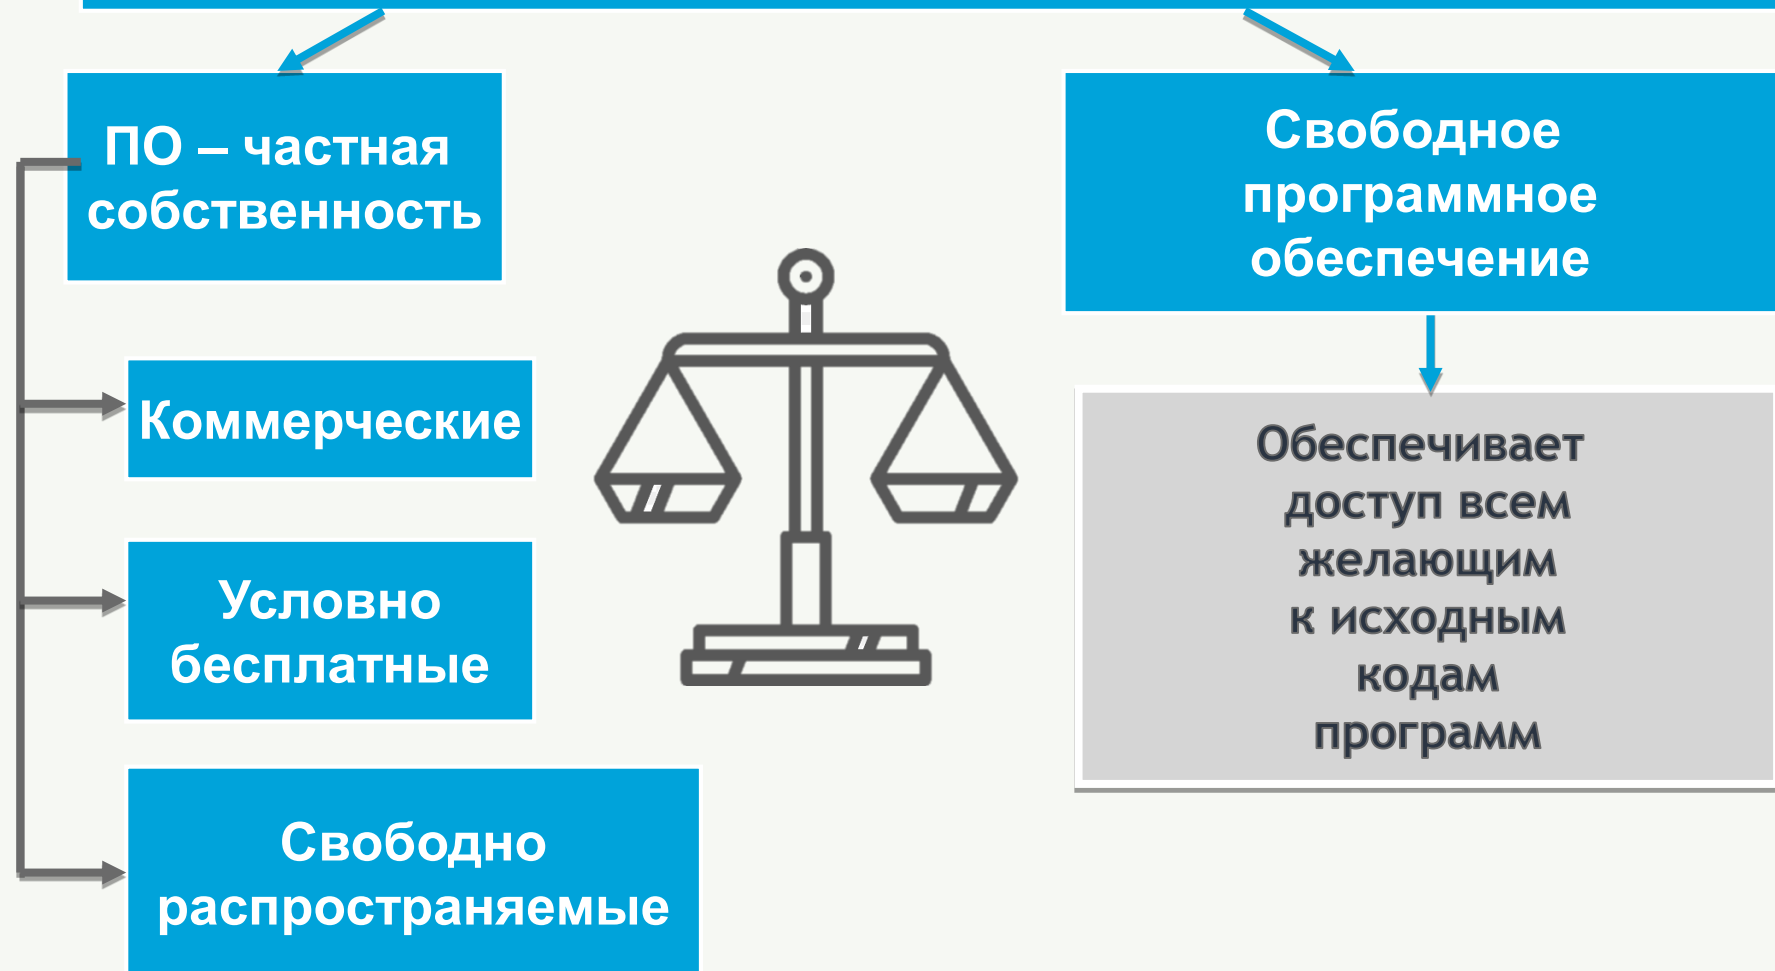 ПО – частная
собственность
Коммерческие
Условно
бесплатные
Свободно
распространяемые
Свободное
программное
обеспечение
Обеспечивает
доступ всем
желающим
к исходным
кодам
программ